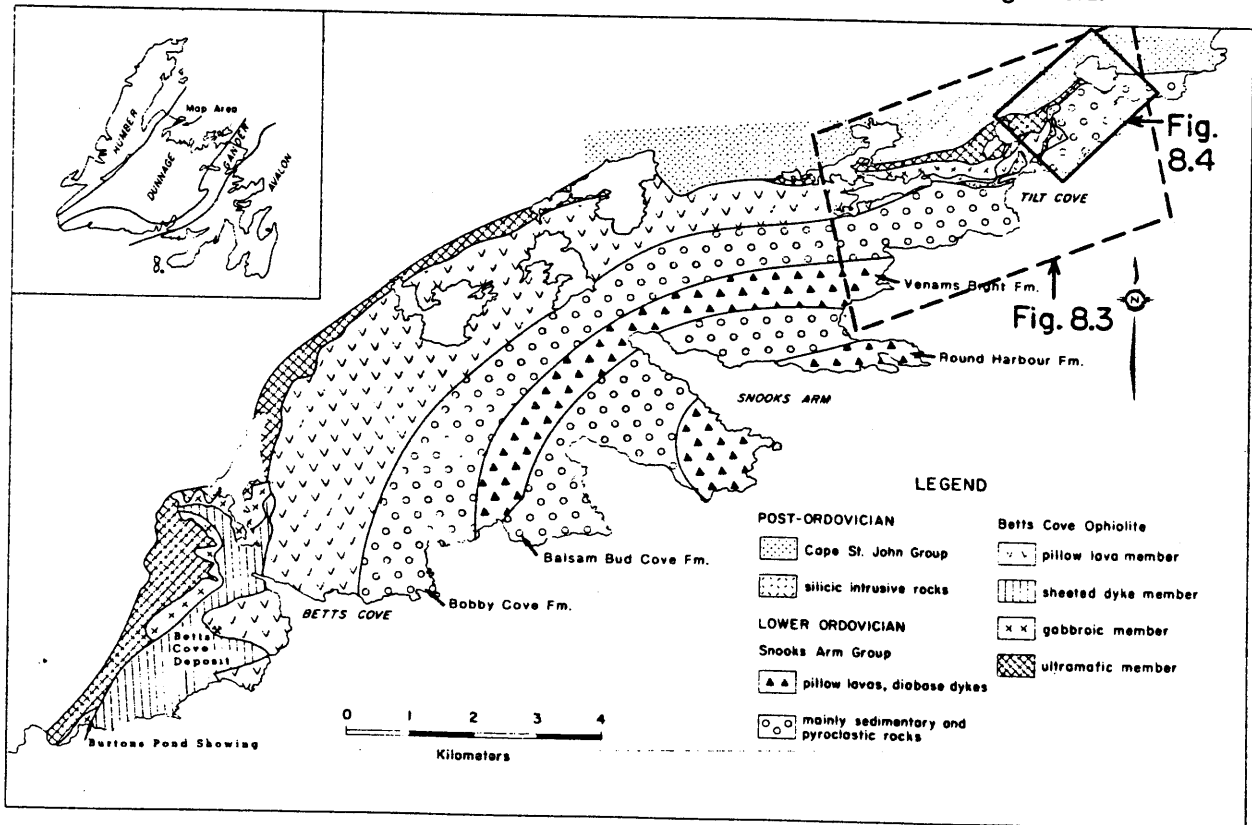 HUMBER
Map Area
DUNNAGE
GANDER
AVALON
Fig.
8.4
TILT COVE
Venams Bight Fm.
Fig. 8.3
N
Round Harbour Fm.
SNOOKS ARM
Balsam Bud Cove Fm.
BETTS COVE
Bobby Cove Fm.
Betts
Cove
Deposit
Burtons Pond Showing
0 1 2 3 4
Kilometers
LEGEND
POST-ORDOVICIAN
Cape St. John Group
silicic intrusive rocks
LOWER ORDOVICIAN
Snooks Arm Group
pillow lavas, diabase dykes
mainly sedimentary and
pyroclastic rocks
Betts Cove Ophiolite
pillow lava member
sheeted dyke member
gabbroic member
ultramafic member